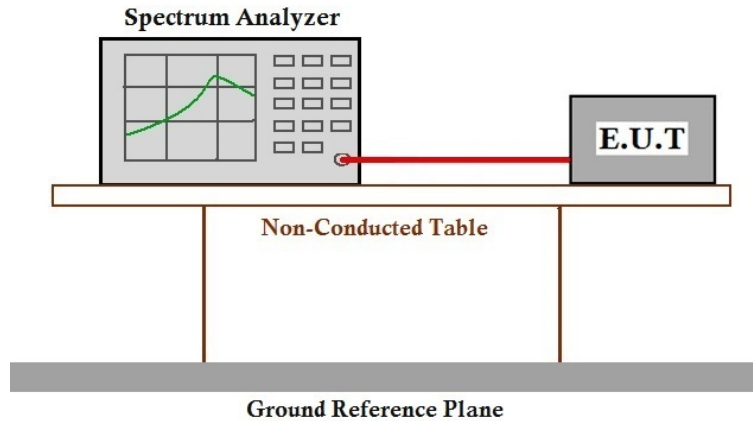 Spectrum Analyzer
E.U.T
Non-Conducted Table
Ground Reference Plane